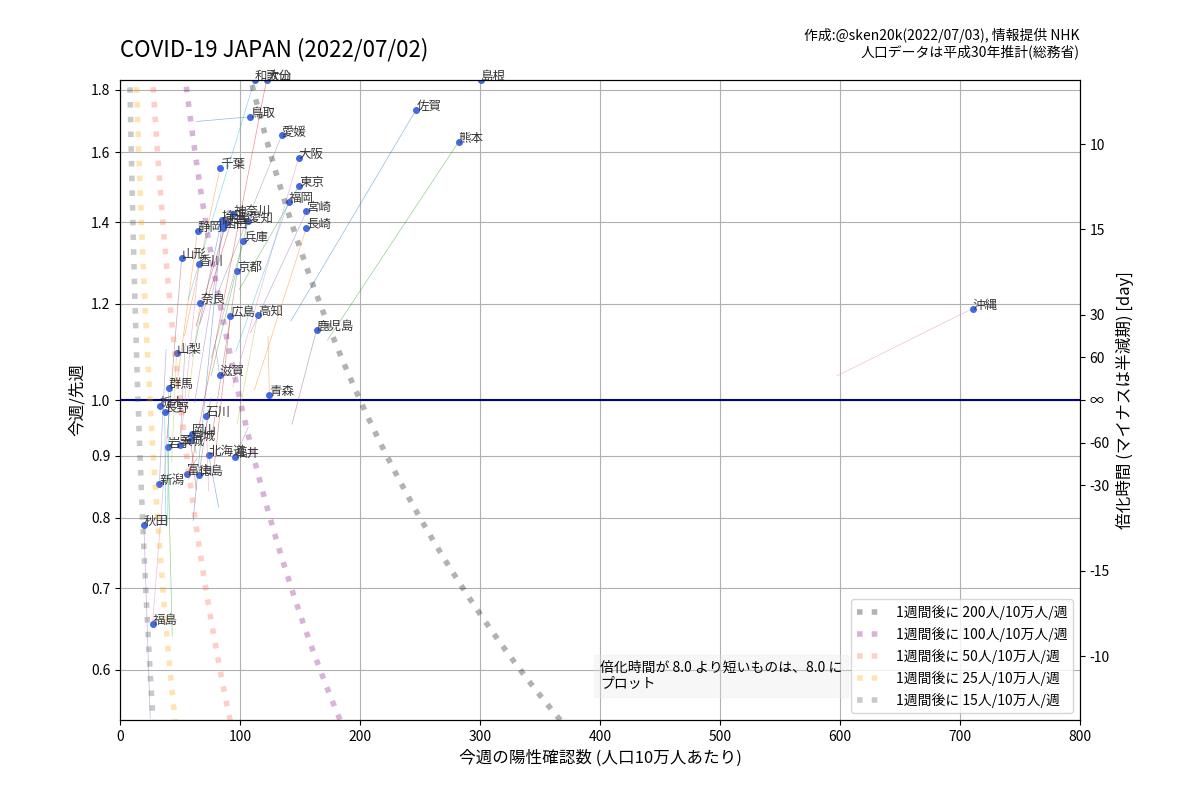 COVID-19 JAPAN (2022/07/02)
作成:@sken20k(2022/07/03), 情報提供 NHK
人口データは平成30年推計(総務省)
島根
佐賀
鳥取
愛媛
熊本
大阪
千葉
東京
福岡
宮崎
神奈川
愛知
静岡
長崎
兵庫
山形
香川
京都
奈良
沖縄
広島
高知
鹿児島
山梨
滋賀
群馬
青森
長野
石川
岡山
北海道
福井
新潟
秋田
福島
1.8
1.6
1.4
1.2
1.0
0.9
0.8
0.7
0.6
10
15
30
60
∞
-60
-30
-15
-10
今週/先週
倍化時間 (マイナスは半減期) [day]
倍化時間が 8.0 より短いものは、8.0 に
プロット
1週間後に 200人/10万人/週
1週間後に 100人/10万人/週
1週間後に 50人/10万人/週
1週間後に 25人/10万人/週
1週間後に 15人/10万人/週
0 100 200 300 400 500 600 700 800
今週の陽性確認数 (人口10万人あたり)